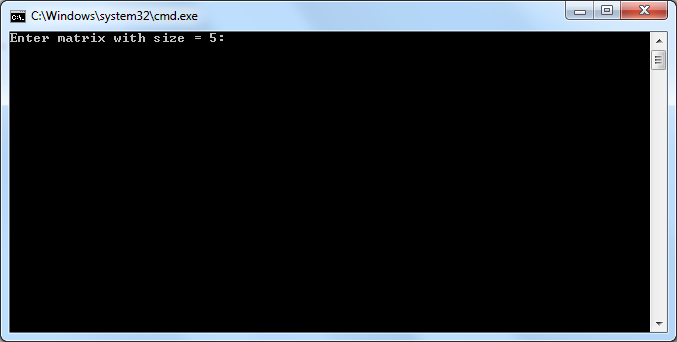 C:\Windows\system32\cmd.exe
Enter matrix with size = 5: